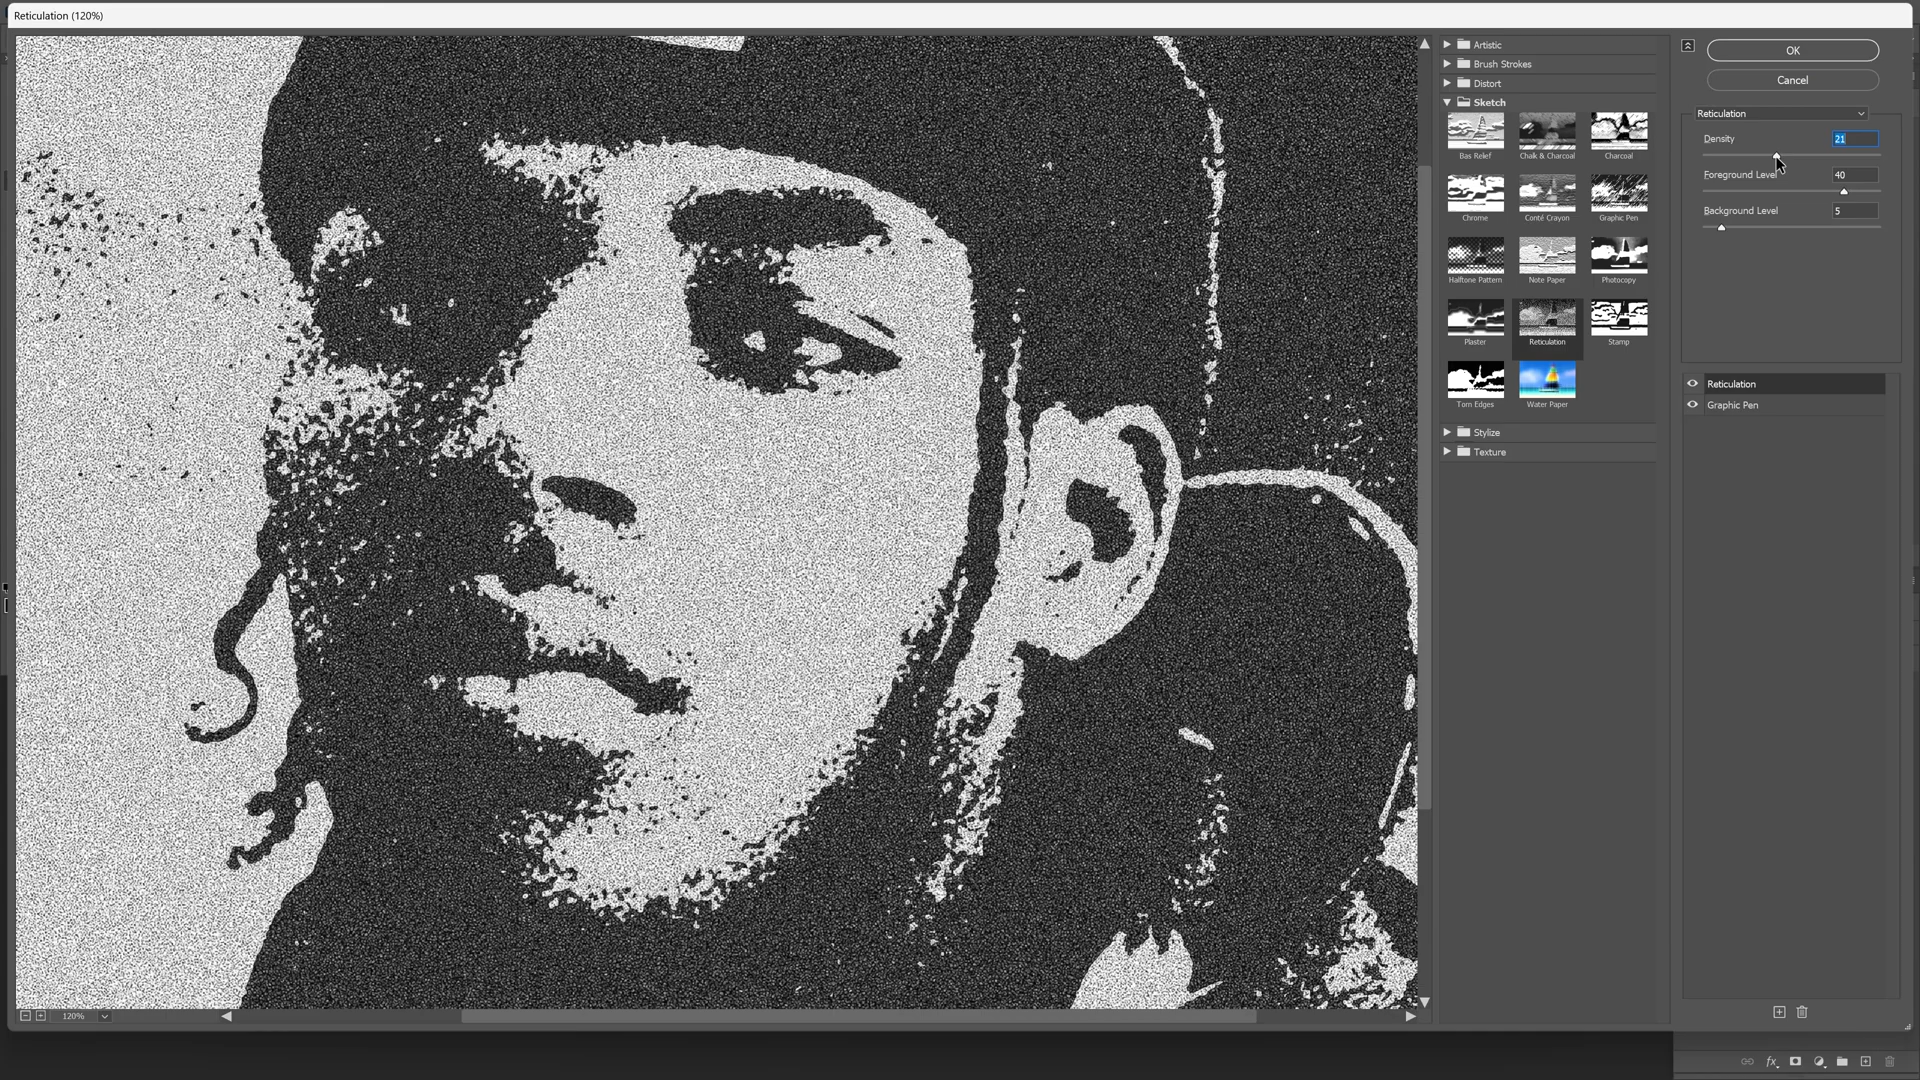 Reticulation (120%)
Artistic
Brush Strokes
Distort
Sketch
Bas Relief
Chalk & Charcoal
Charcoal
Chrome
Conté Crayon
Graphic Pen
Halftone Pattern
Note Paper
Photocopy
Plaster
Reticulation
Stamp
Torn Edges
Water Paper
Stylize
Texture
OK
Cancel
Reticulation
Density 21
Foreground Level 40
Background Level 5
Reticulation
Graphic Pen
120%
fx